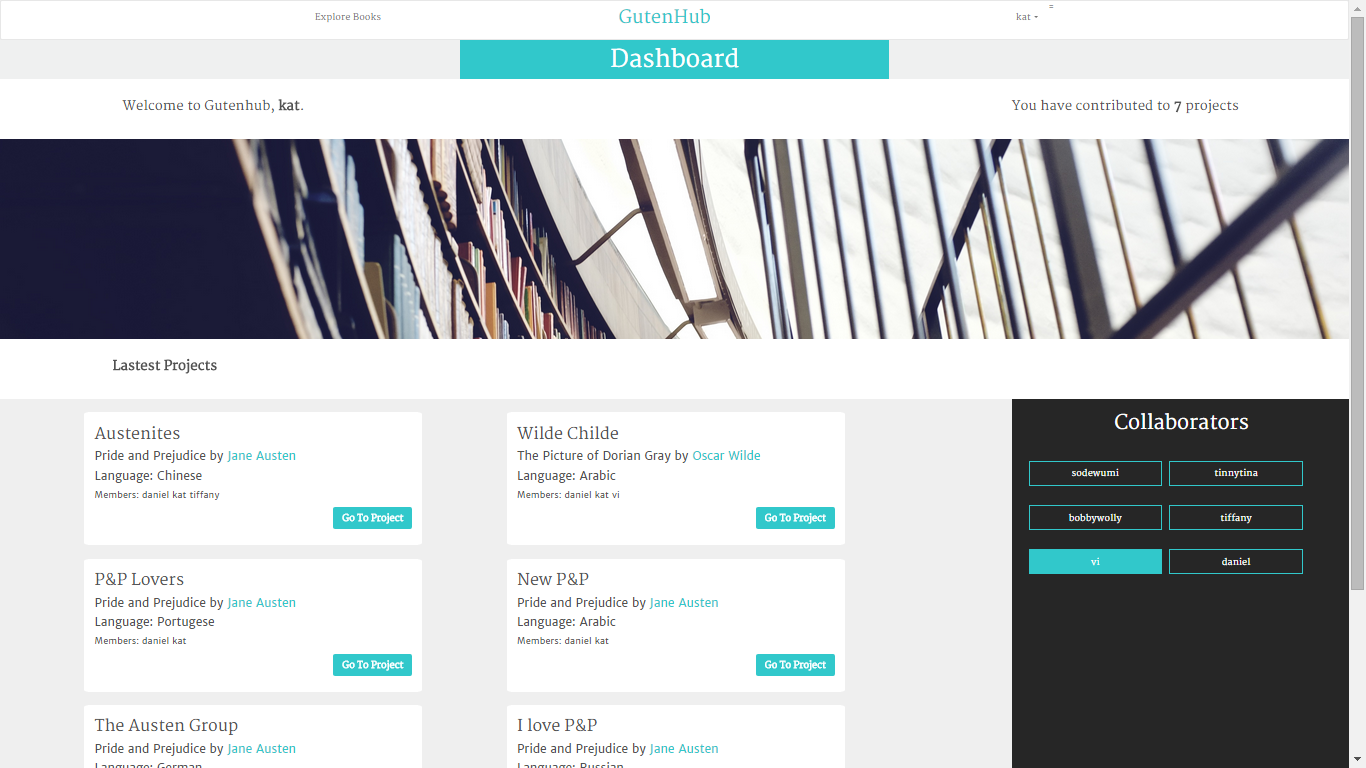 Explore Books
GutenHub
kat
Dashboard
Welcome to Gutenhub, kat.
You have contributed to 7 projects
Lastest Projects
Austenites
Pride and Prejudice by Jane Austen
Language: Chinese
Members: daniel kat tiffany
Go To Project
Wilde Childe
The Picture of Dorian Gray by Oscar Wilde
Language: Arabic
Members: daniel kat vi
Go To Project
P&P Lovers
Pride and Prejudice by Jane Austen
Language: Portugese
Members: daniel kat
Go To Project
New P&P
Pride and Prejudice by Jane Austen
Language: Arabic
Members: daniel kat
Go To Project
The Austen Group
Pride and Prejudice by Jane Austen
Language: German
I love P&P
Pride and Prejudice by Jane Austen
Language: Russian
Collaborators
sodewumi
tinnytina
bobbywolly
tiffany
vi
daniel